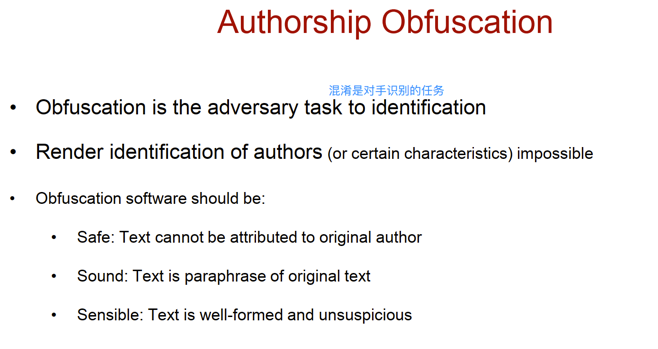 Authorship Obfuscation
混淆是对手识别的任务
• Obfuscation is the adversary task to identification
• Render identification of authors (or certain characteristics) impossible
• Obfuscation software should be:
• Safe: Text cannot be attributed to original author
• Sound: Text is paraphrase of original text
• Sensible: Text is well-formed and unsuspicious